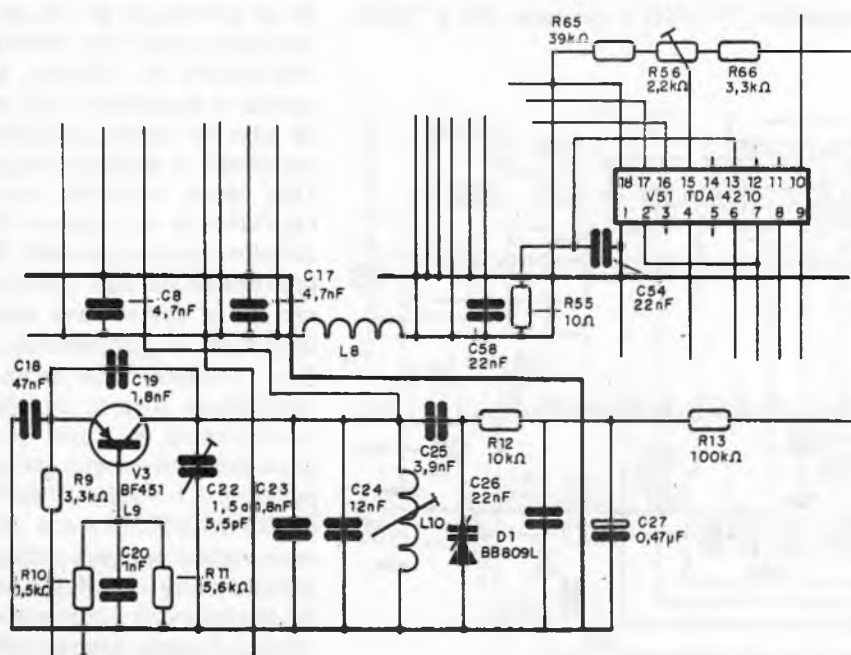 R65
39kΩ
R56
2,2kΩ
R66
3,3kΩ
18 17 16 15 14 13 12 11 10
V51 TDA 4210
1 2 3 4 5 6 7 8 9
C8
4,7nF
C17
4,7nF
L8
C58
22nF
R55
10Ω
C54
22nF
C18
47nF
C19
1,8nF
V3
BF451
R9
3,3kΩ
L9
C20
1nF
R10
1,5kΩ
R11
5,6kΩ
C22
1,5
5,5pF
C23
1,8nF
C24
12nF
L10
C25
3,9nF
R12
10kΩ
C26
22nF
D1
BB809L
C27
0,47µF
R13
100kΩ